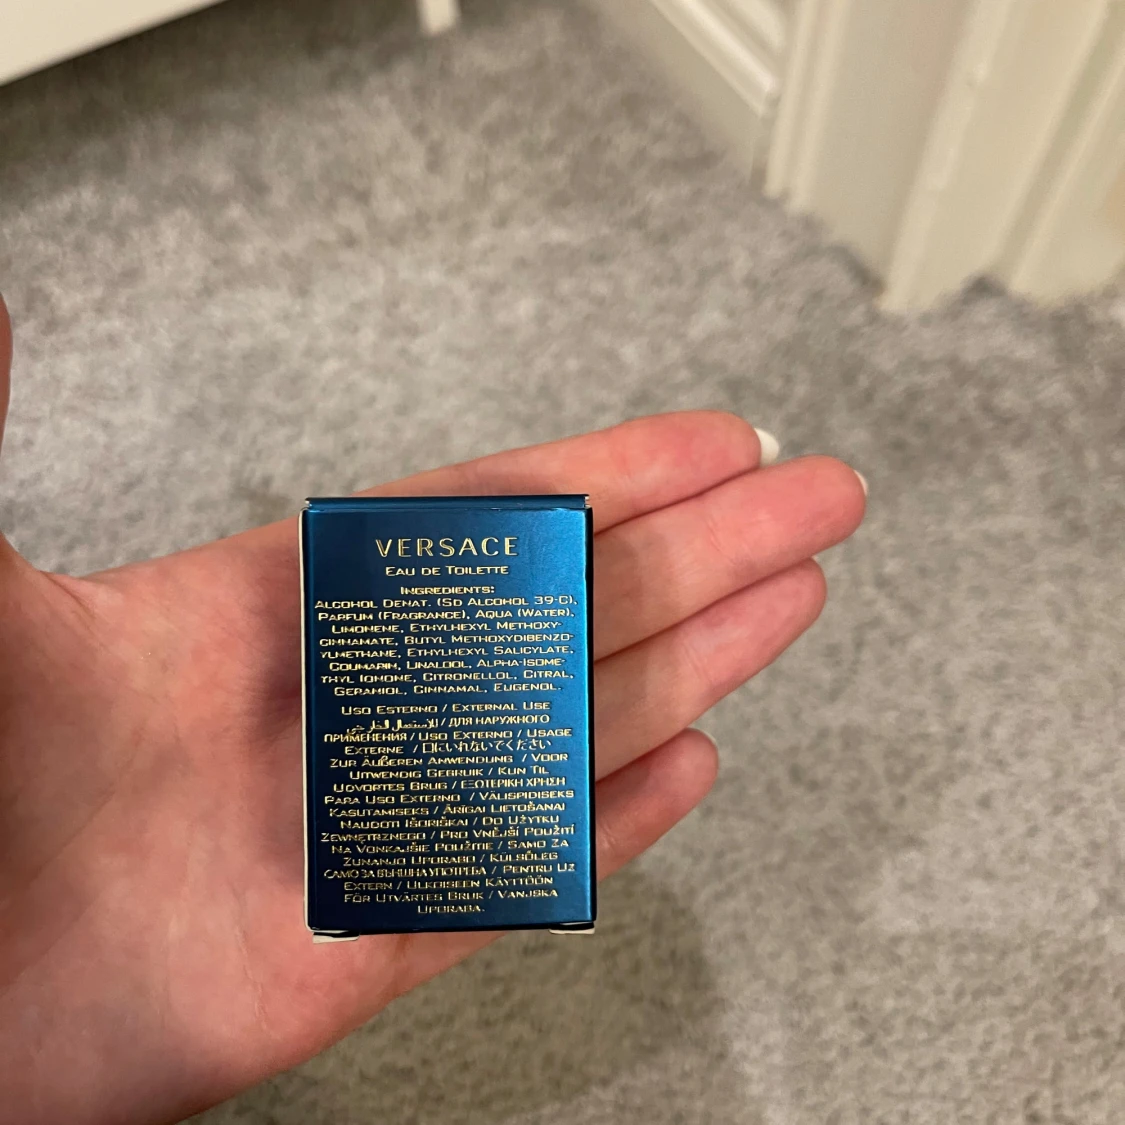 VERSACE
EAU DE TOILETTE
INGREDIENTS:
ALCOHOL DENAT. (SD ALCOHOL 39-C),
PARFUM (FRAGRANCE), AQUA (WATER),
LIMONENE, ETHYLHEXYL METHOXY-
CINNAMATE, BUTYL METHOXYDIBENZO-
YLMETHANE, ETHYLHEXYL SALICYLATE,
COUMARIN, LINALOOL, ALPHA-ISOME-
THYL IONONE, CITRONELLOL, CITRAL,
GERANIOL, CINNAMAL, EUGENOL.
USO ESTERNO / EXTERNAL USE
للاستعمال الخارجي / ДЛЯ НАРУЖНОГО
ПРИМЕНЕНИЯ / USO EXTERNO / USAGE
EXTERNE / 口にいれないでください
ZUR ÄUßEREN ANWENDUNG / VOOR
UITWENDIG GEBRUIK / KUN TIL
UDVORTES BRUG / ΕΞΩΤΕΡΙΚΗ ΧΡΗΣΗ
PARA USO EXTERNO / VÄLISPIDISEKS
KASUTAMISEKS / ĀRĪGAI LIETOŠANAI
NAUDOTI IŠORIŠKAI / DO UŻYTKU
ZEWNĘTRZNEGO / PRO VNĚJŠÍ POUŽITÍ
NA VONKAJŠIE POUŽITIE / SAMO ZA
ZUNANJO UPORABO / KÜLSŐLEG
САМО ЗА ВЪНШНА УПОТРЕБА / PENTRU UZ
EXTERN / ULKOISEEN KÄYTTÖÖN
FÖR UTVÄRTES BRUK / VANJSKA
UPORABA.